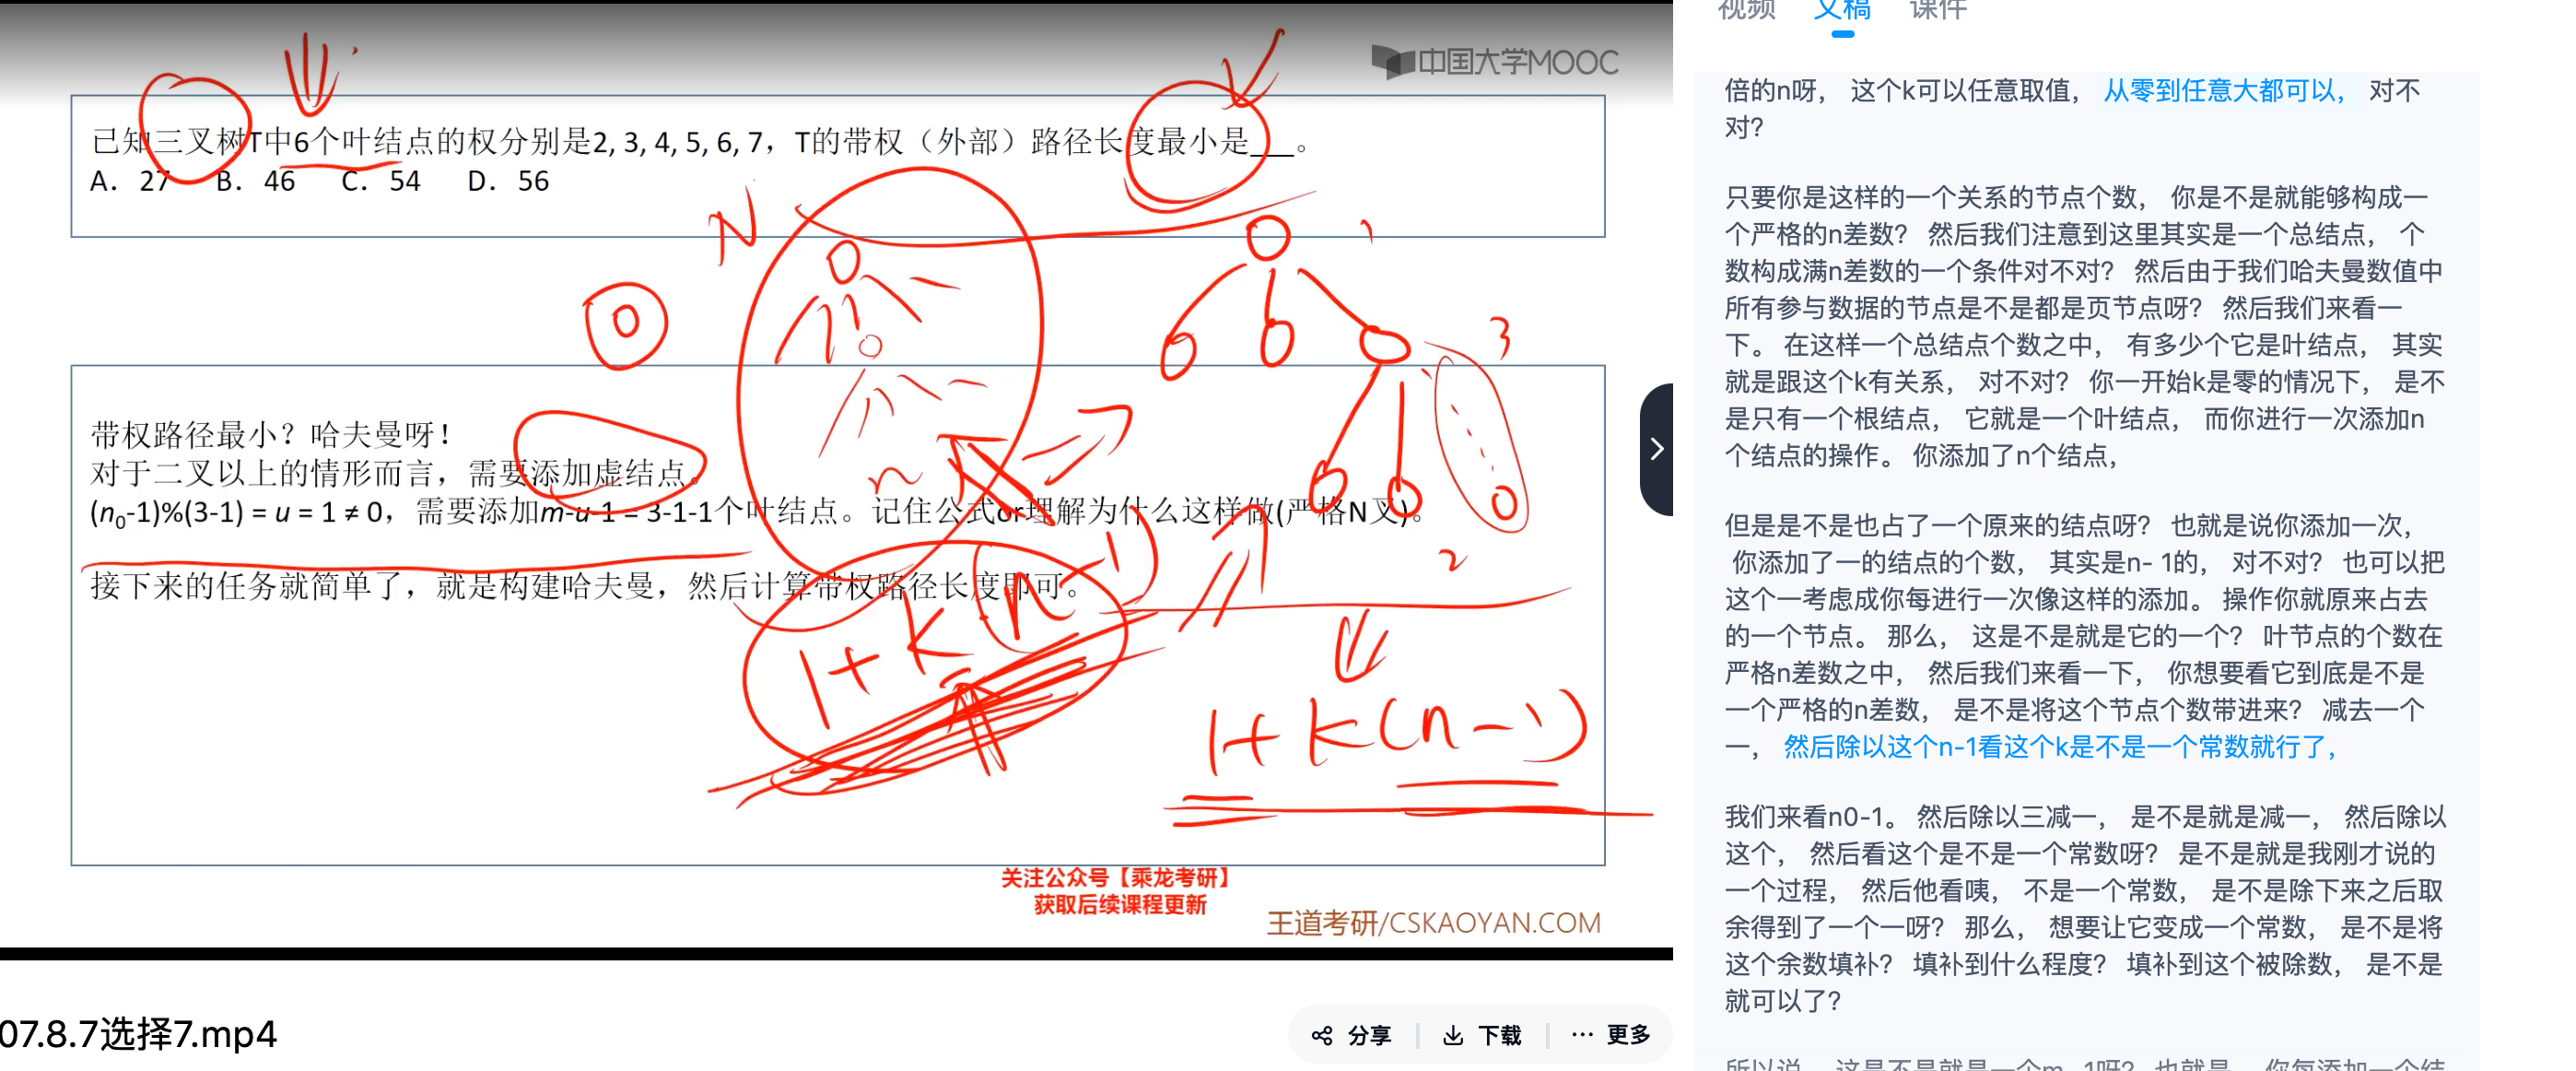 中国大学MOOC
已知三叉树T中6个叶结点的权分别是2, 3, 4, 5, 6, 7，T的带权（外部）路径长度最小是___。
A. 27 B. 46 C. 54 D. 56
N
n
3
2
带权路径最小？哈夫曼呀！
对于二叉以上的情形而言，需要添加虚结点。
(n₀-1)%(3-1) = u = 1 ≠ 0，需要添加m-u-1 = 3-1-1个叶结点。记住公式or理解为什么这样做(严格N叉)。
接下来的任务就简单了，就是构建哈夫曼，然后计算带权路径长度即可。
1+k(n-1)
1+k(n-1)
关注公众号【乘龙考研】
获取后续课程更新
王道考研/CSKAOYAN.COM
07.8.7选择7.mp4
分享 下载 ··· 更多
视频 文稿 课件
倍的n呀， 这个k可以任意取值， 从零到任意大都可以， 对不
对？
只要你是这样的一个关系的节点个数， 你是不是就能够构成一
个严格的n差数？ 然后我们注意到这里其实是一个总结点， 个
数构成满n差数的一个条件对不对？ 然后由于我们哈夫曼数值中
所有参与数据的节点是不是都是页节点呀？ 然后我们来看一
下。 在这样一个总结点个数之中， 有多少个它是叶结点， 其实
就是跟这个k有关系， 对不对？ 你一开始k是零的情况下， 是不
是只有一个根结点， 它就是一个叶结点， 而你进行一次添加n
个结点的操作。 你添加了n个结点，
但是是不是也占了一个原来的结点呀？ 也就是说你添加一次，
你添加了一的结点的个数， 其实是n- 1的， 对不对？ 也可以把
这个一考虑成你每进行一次像这样的添加。 操作你就原来占去
的一个节点。 那么， 这是不是就是它的一个？ 叶节点的个数在
严格n差数之中， 然后我们来看一下， 你想要看它到底是不是
一个严格的n差数， 是不是将这个节点个数带进来？ 减去一个
一， 然后除以这个n-1看这个k是不是一个常数就行了，
我们来看n0-1。 然后除以三减一， 是不是就是减一， 然后除以
这个， 然后看这个是不是一个常数呀？ 是不是就是我刚才说的
一个过程， 然后他看咦， 不是一个常数， 是不是除下来之后取
余得到了一个一呀？ 那么， 想要让它变成一个常数， 是不是将
这个余数填补？ 填补到什么程度？ 填补到这个被除数， 是不是
就可以了？
所以说， 这是不是就是一个m- 1呀？ 也就是， 你每添加一个结